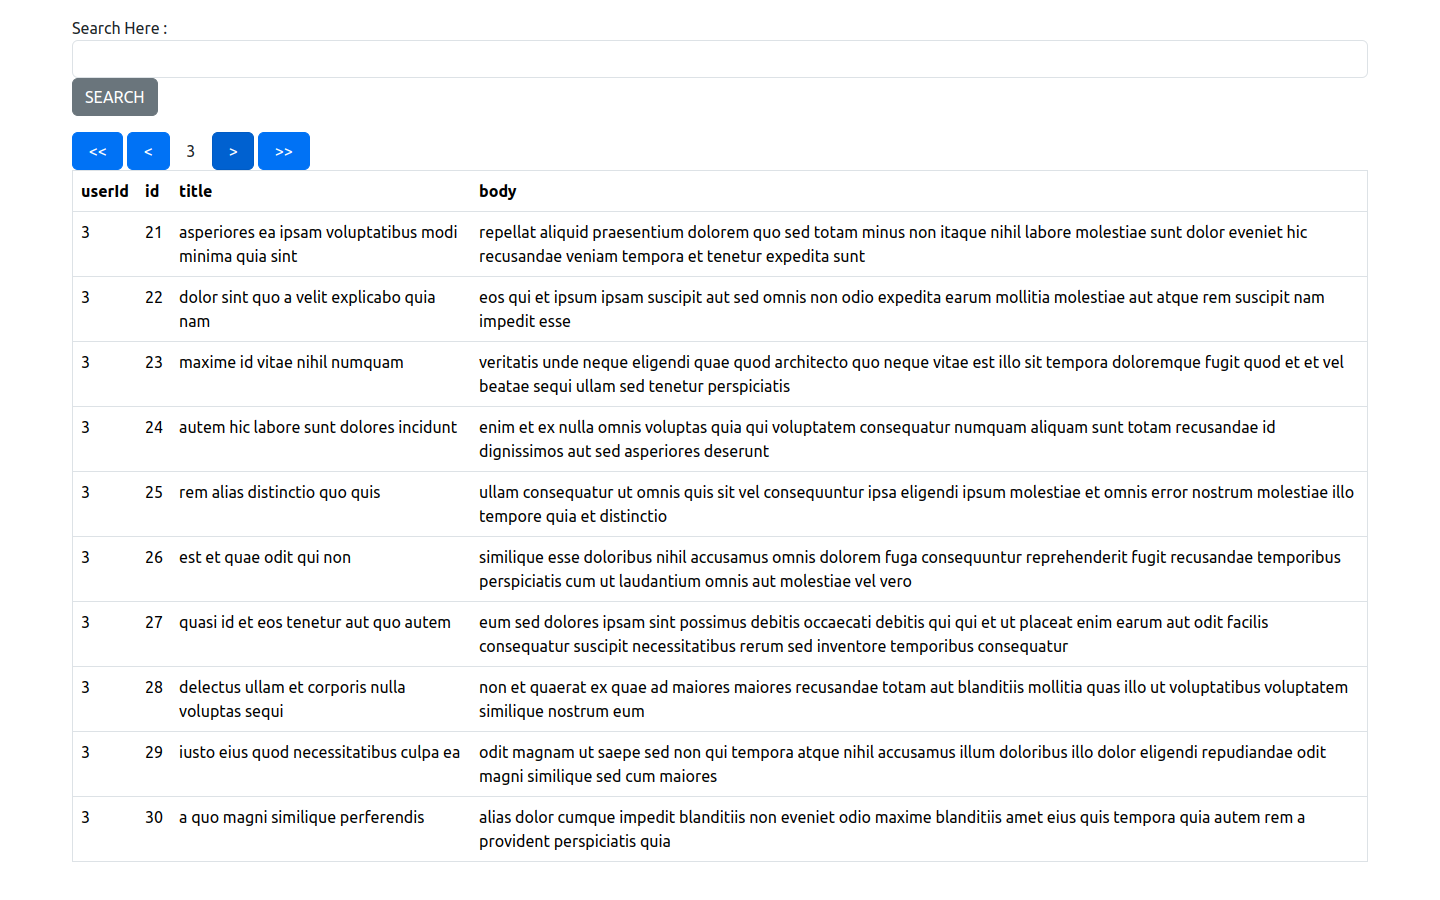 Search Here :
SEARCH
<< < 3 > >>
userId id title body
3 21 asperiores ea ipsam voluptatibus modi repellat aliquid praesentium dolorem quo sed totam minus non itaque nihil labore molestiae sunt dolor eveniet hic
minima quia sint recusandae veniam tempora et tenetur expedita sunt
3 22 dolor sint quo a velit explicabo quia eos qui et ipsum ipsam suscipit aut sed omnis non odio expedita earum mollitia molestiae aut atque rem suscipit nam
nam impedit esse
3 23 maxime id vitae nihil numquam veritatis unde neque eligendi quae quod architecto quo neque vitae est illo sit tempora doloremque fugit quod et et vel
beatae sequi ullam sed tenetur perspiciatis
3 24 autem hic labore sunt dolores incidunt enim et ex nulla omnis voluptas quia qui voluptatem consequatur numquam aliquam sunt totam recusandae id
dignissimos aut sed asperiores deserunt
3 25 rem alias distinctio quo quis ullam consequatur ut omnis quis sit vel consequuntur ipsa eligendi ipsum molestiae et omnis error nostrum molestiae illo
tempore quia et distinctio
3 26 est et quae odit qui non similique esse doloribus nihil accusamus omnis dolorem fuga consequuntur reprehenderit fugit recusandae temporibus
perspiciatis cum ut laudantium omnis aut molestiae vel vero
3 27 quasi id et eos tenetur aut quo autem eum sed dolores ipsam sint possimus debitis occaecati debitis qui qui et ut placeat enim earum aut odit facilis
consequatur suscipit necessitatibus rerum sed inventore temporibus consequatur
3 28 delectus ullam et corporis nulla non et quaerat ex quae ad maiores maiores recusandae totam aut blanditiis mollitia quas illo ut voluptatibus voluptatem
voluptas sequi similique nostrum eum
3 29 iusto eius quod necessitatibus culpa ea odit magnam ut saepe sed non qui tempora atque nihil accusamus illum doloribus illo dolor eligendi repudiandae odit
magni similique sed cum maiores
3 30 a quo magni similique perferendis alias dolor cumque impedit blanditiis non eveniet odio maxime blanditiis amet eius quis tempora quia autem rem a
provident perspiciatis quia